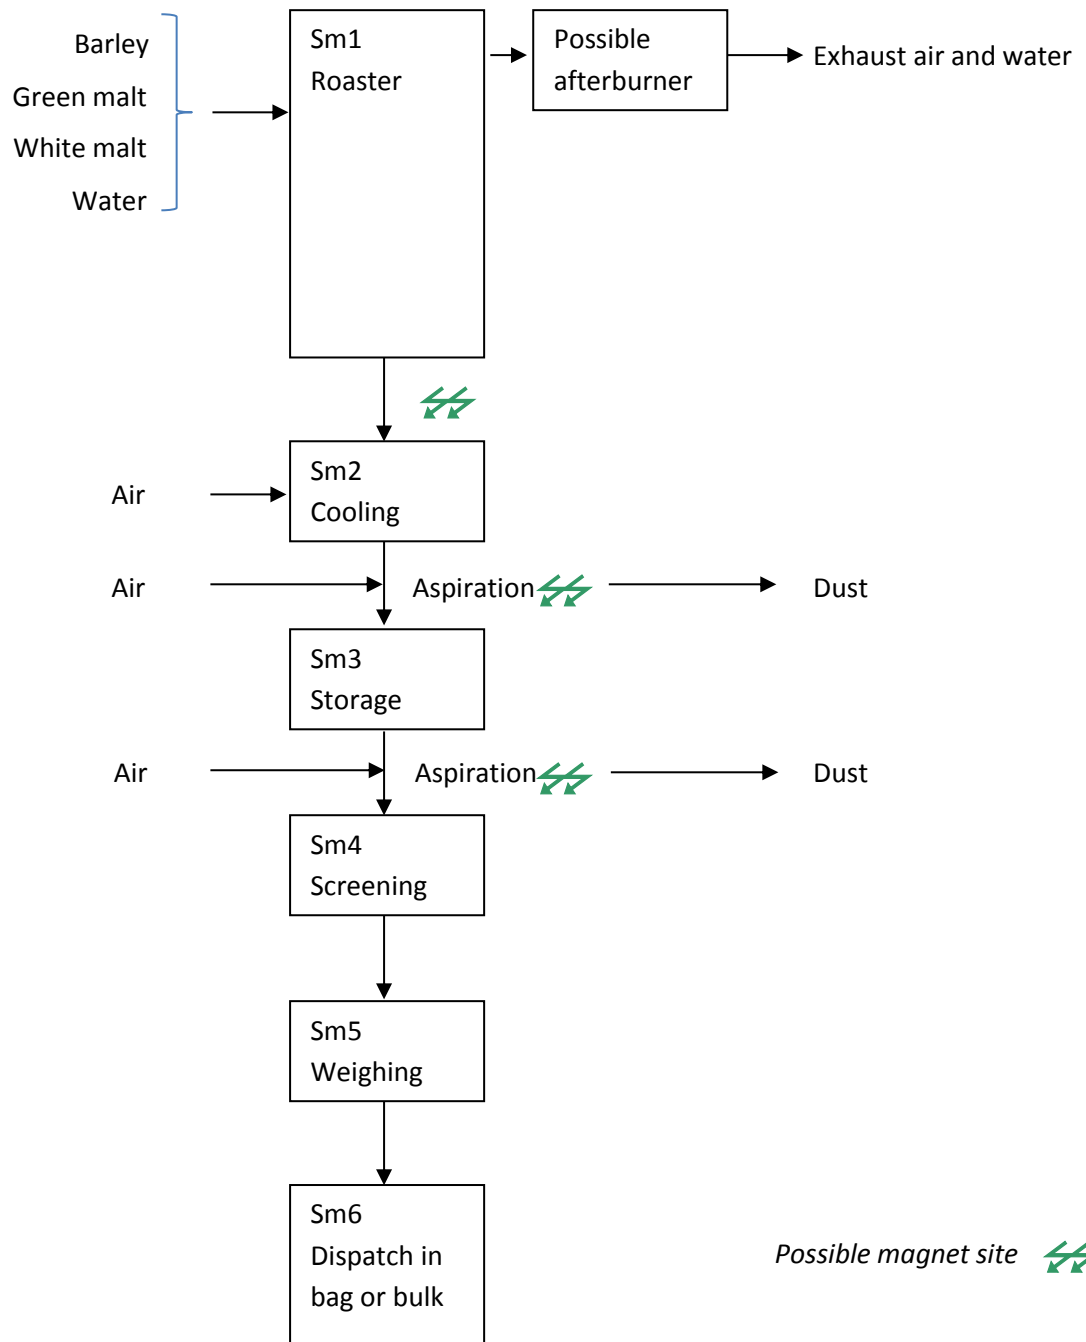 Barley
Green malt
White malt
Water
Sm1
Roaster
Possible
afterburner
Exhaust air and water
Air
Sm2
Cooling
Air
Aspiration
Dust
Sm3
Storage
Air
Aspiration
Dust
Sm4
Screening
Sm5
Weighing
Sm6
Dispatch in
bag or bulk
Possible magnet site